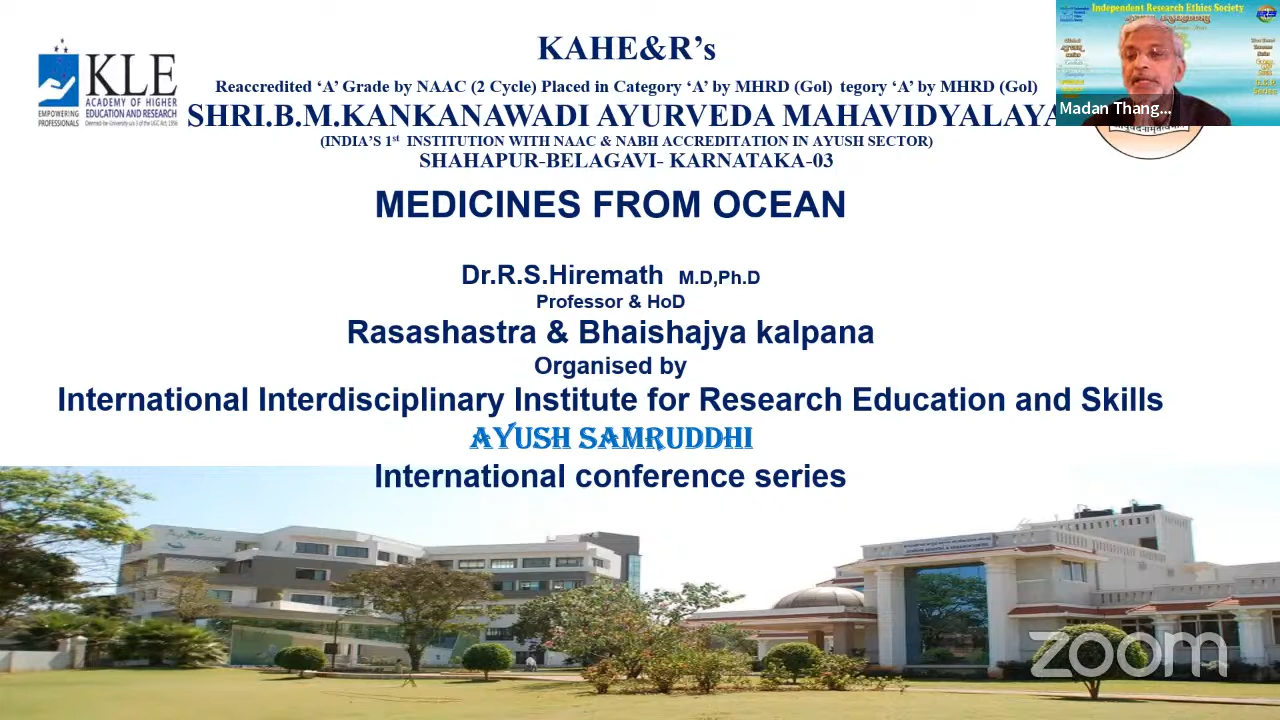 KAHE&R's
Reaccredited 'A' Grade by NAAC (2 Cycle) Placed in Category 'A' by MHRD (GoI) tegory 'A' by MHRD (GoI)
SHRI.B.M.KANKANAWADI AYURVEDA MAHAVIDYALAYA
(INDIA'S 1st INSTITUTION WITH NAAC & NABH ACCREDITATION IN AYUSH SECTOR)
SHAHAPUR-BELAGAVI- KARNATAKA-03
KLE
ACADEMY OF HIGHER
EDUCATION AND RESEARCH
EMPOWERING
PROFESSIONALS
Independent Research Ethics Society
AYUSH SAMRUDDHI
Madan Thang...
MEDICINES FROM OCEAN
Dr.R.S.Hiremath M.D,Ph.D
Professor & HoD
Rasashastra & Bhaishajya kalpana
Organised by
International Interdisciplinary Institute for Research Education and Skills
AYUSH SAMRUDDHI
International conference series
zoom